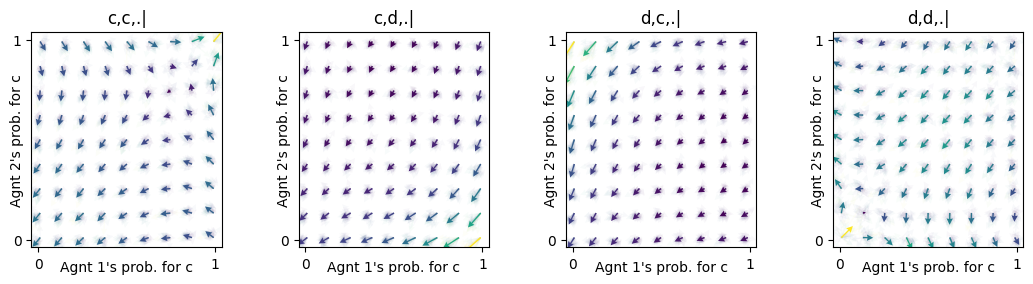 c,c,.|
c,d,.|
d,c,.|
d,d,.|
Agnt 2's prob. for c
1
0
0
1
Agnt 1's prob. for c
Agnt 2's prob. for c
1
0
0
1
Agnt 1's prob. for c
Agnt 2's prob. for c
1
0
0
1
Agnt 1's prob. for c
Agnt 2's prob. for c
1
0
0
1
Agnt 1's prob. for c